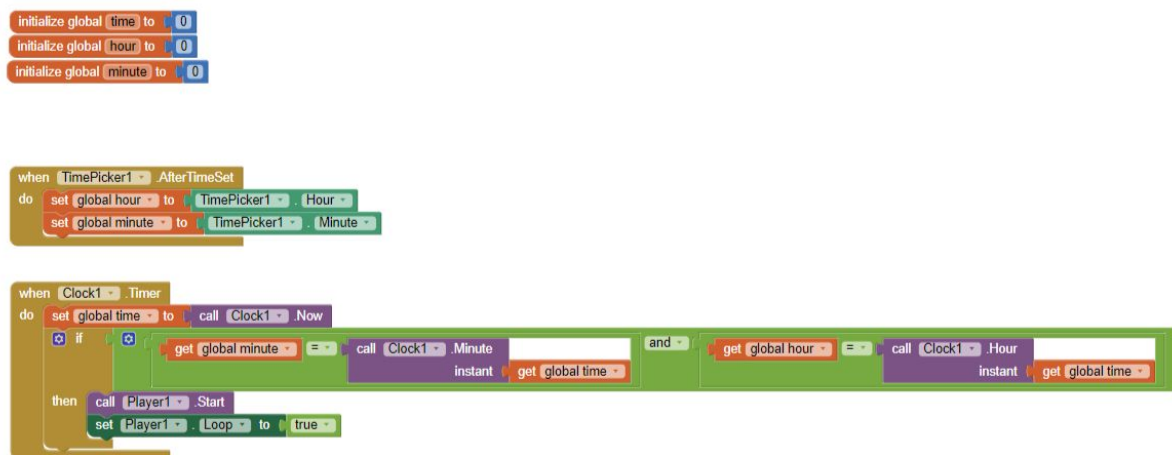 initialize global time to 0
initialize global hour to 0
initialize global minute to 0
when TimePicker1 .AfterTimeSet
do set global hour to TimePicker1 . Hour
set global minute to TimePicker1 . Minute
when Clock1 .Timer
do set global time to call Clock1 .Now
if get global minute = call Clock1 .Minute and get global hour = call Clock1 .Hour
instant get global time instant get global time
then call Player1 .Start
set Player1 . Loop to true